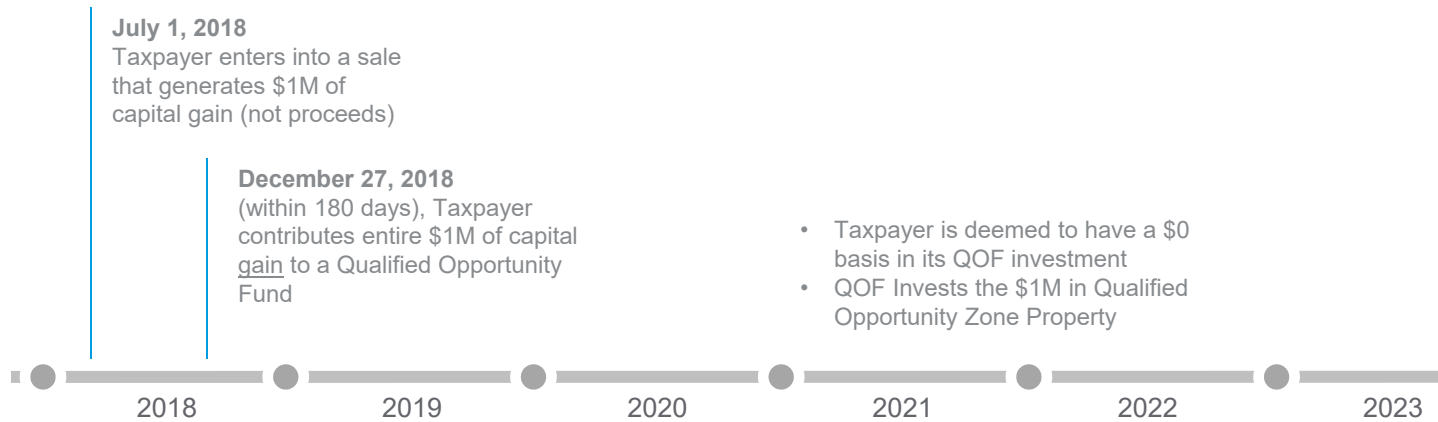 July 1, 2018
Taxpayer enters into a sale
that generates $1M of
capital gain (not proceeds)
December 27, 2018
(within 180 days), Taxpayer
contributes entire $1M of capital
gain to a Qualified Opportunity
Fund
• Taxpayer is deemed to have a $0
basis in its QOF investment
• QOF Invests the $1M in Qualified
Opportunity Zone Property
2018 2019 2020 2021 2022 2023